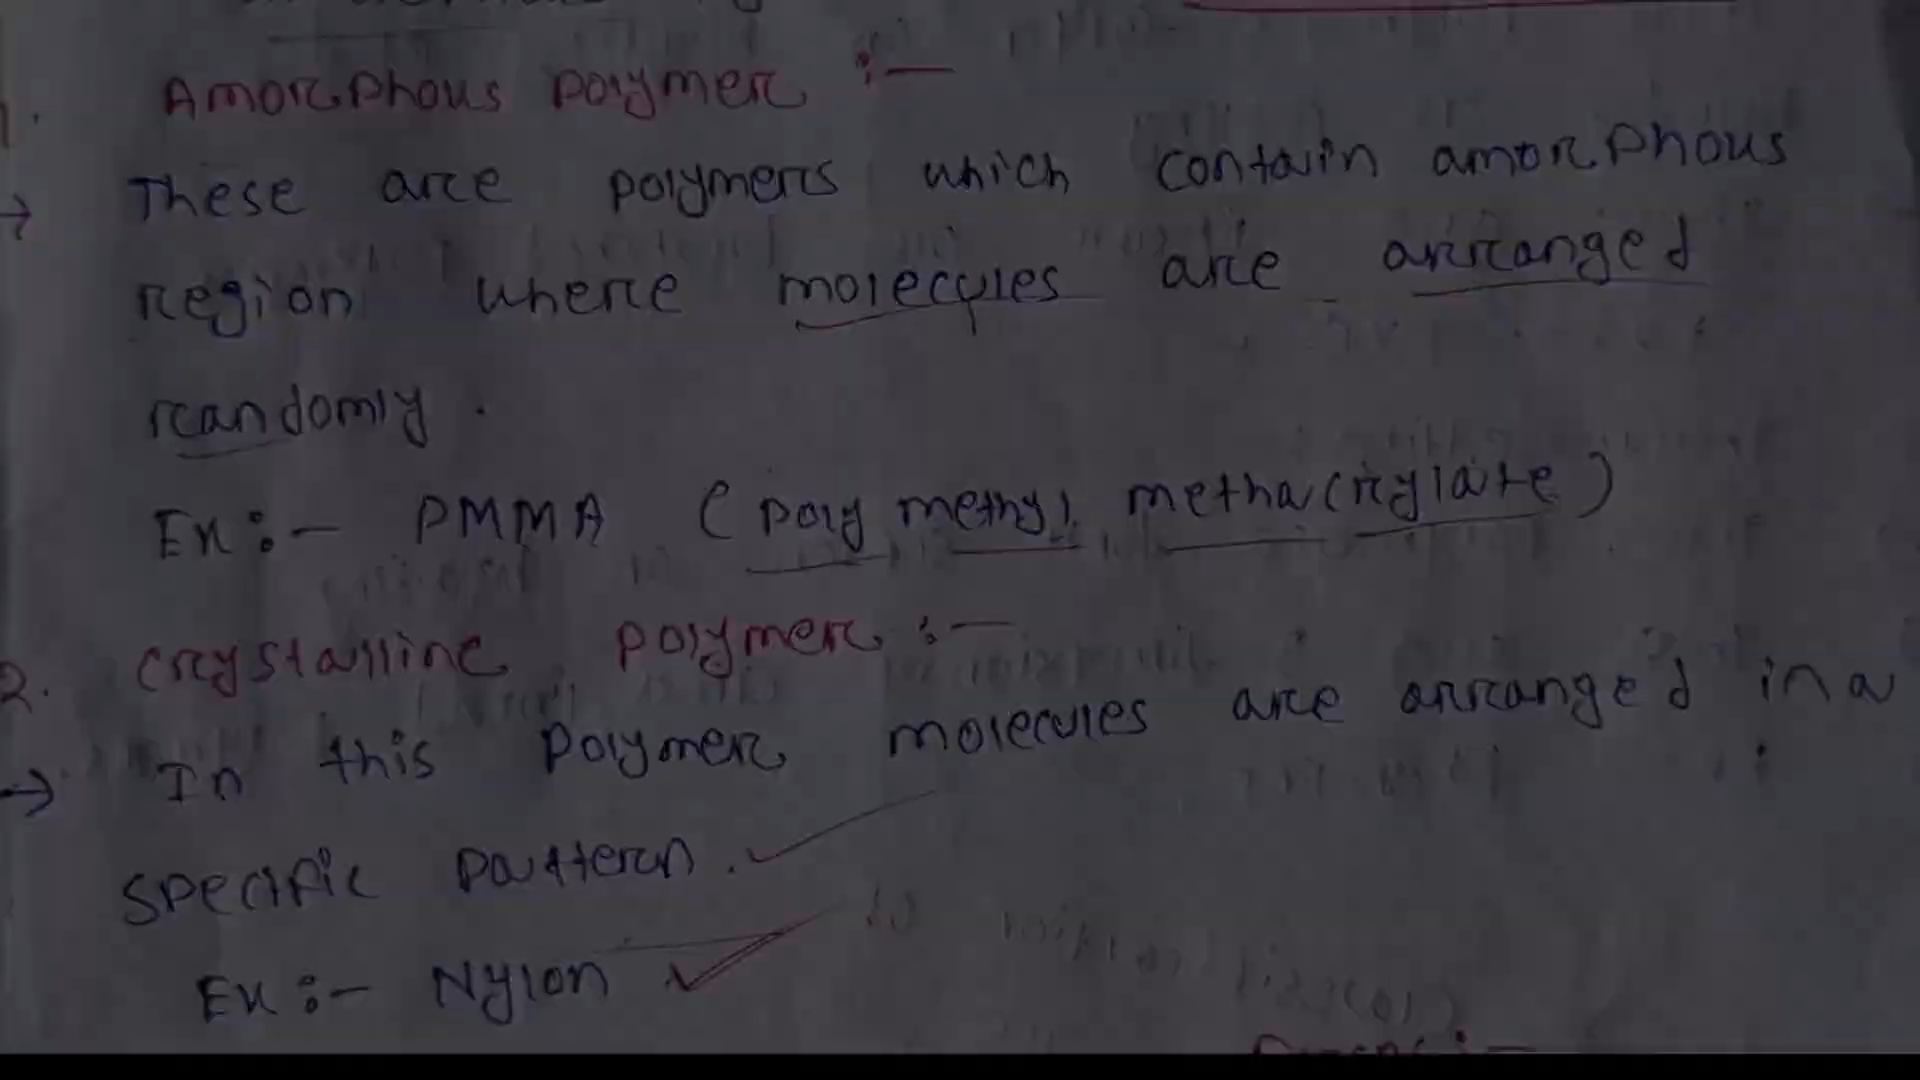 1. Amorphous polymer :-
→ These are polymers which contain amorphous
region where molecules are arranged
randomly.
Ex :- PMMA (poly methyl methacrylate)
2. crystalline polymer :-
→ In this polymer molecules are arranged in a
specific pattern.
Ex :- Nylon